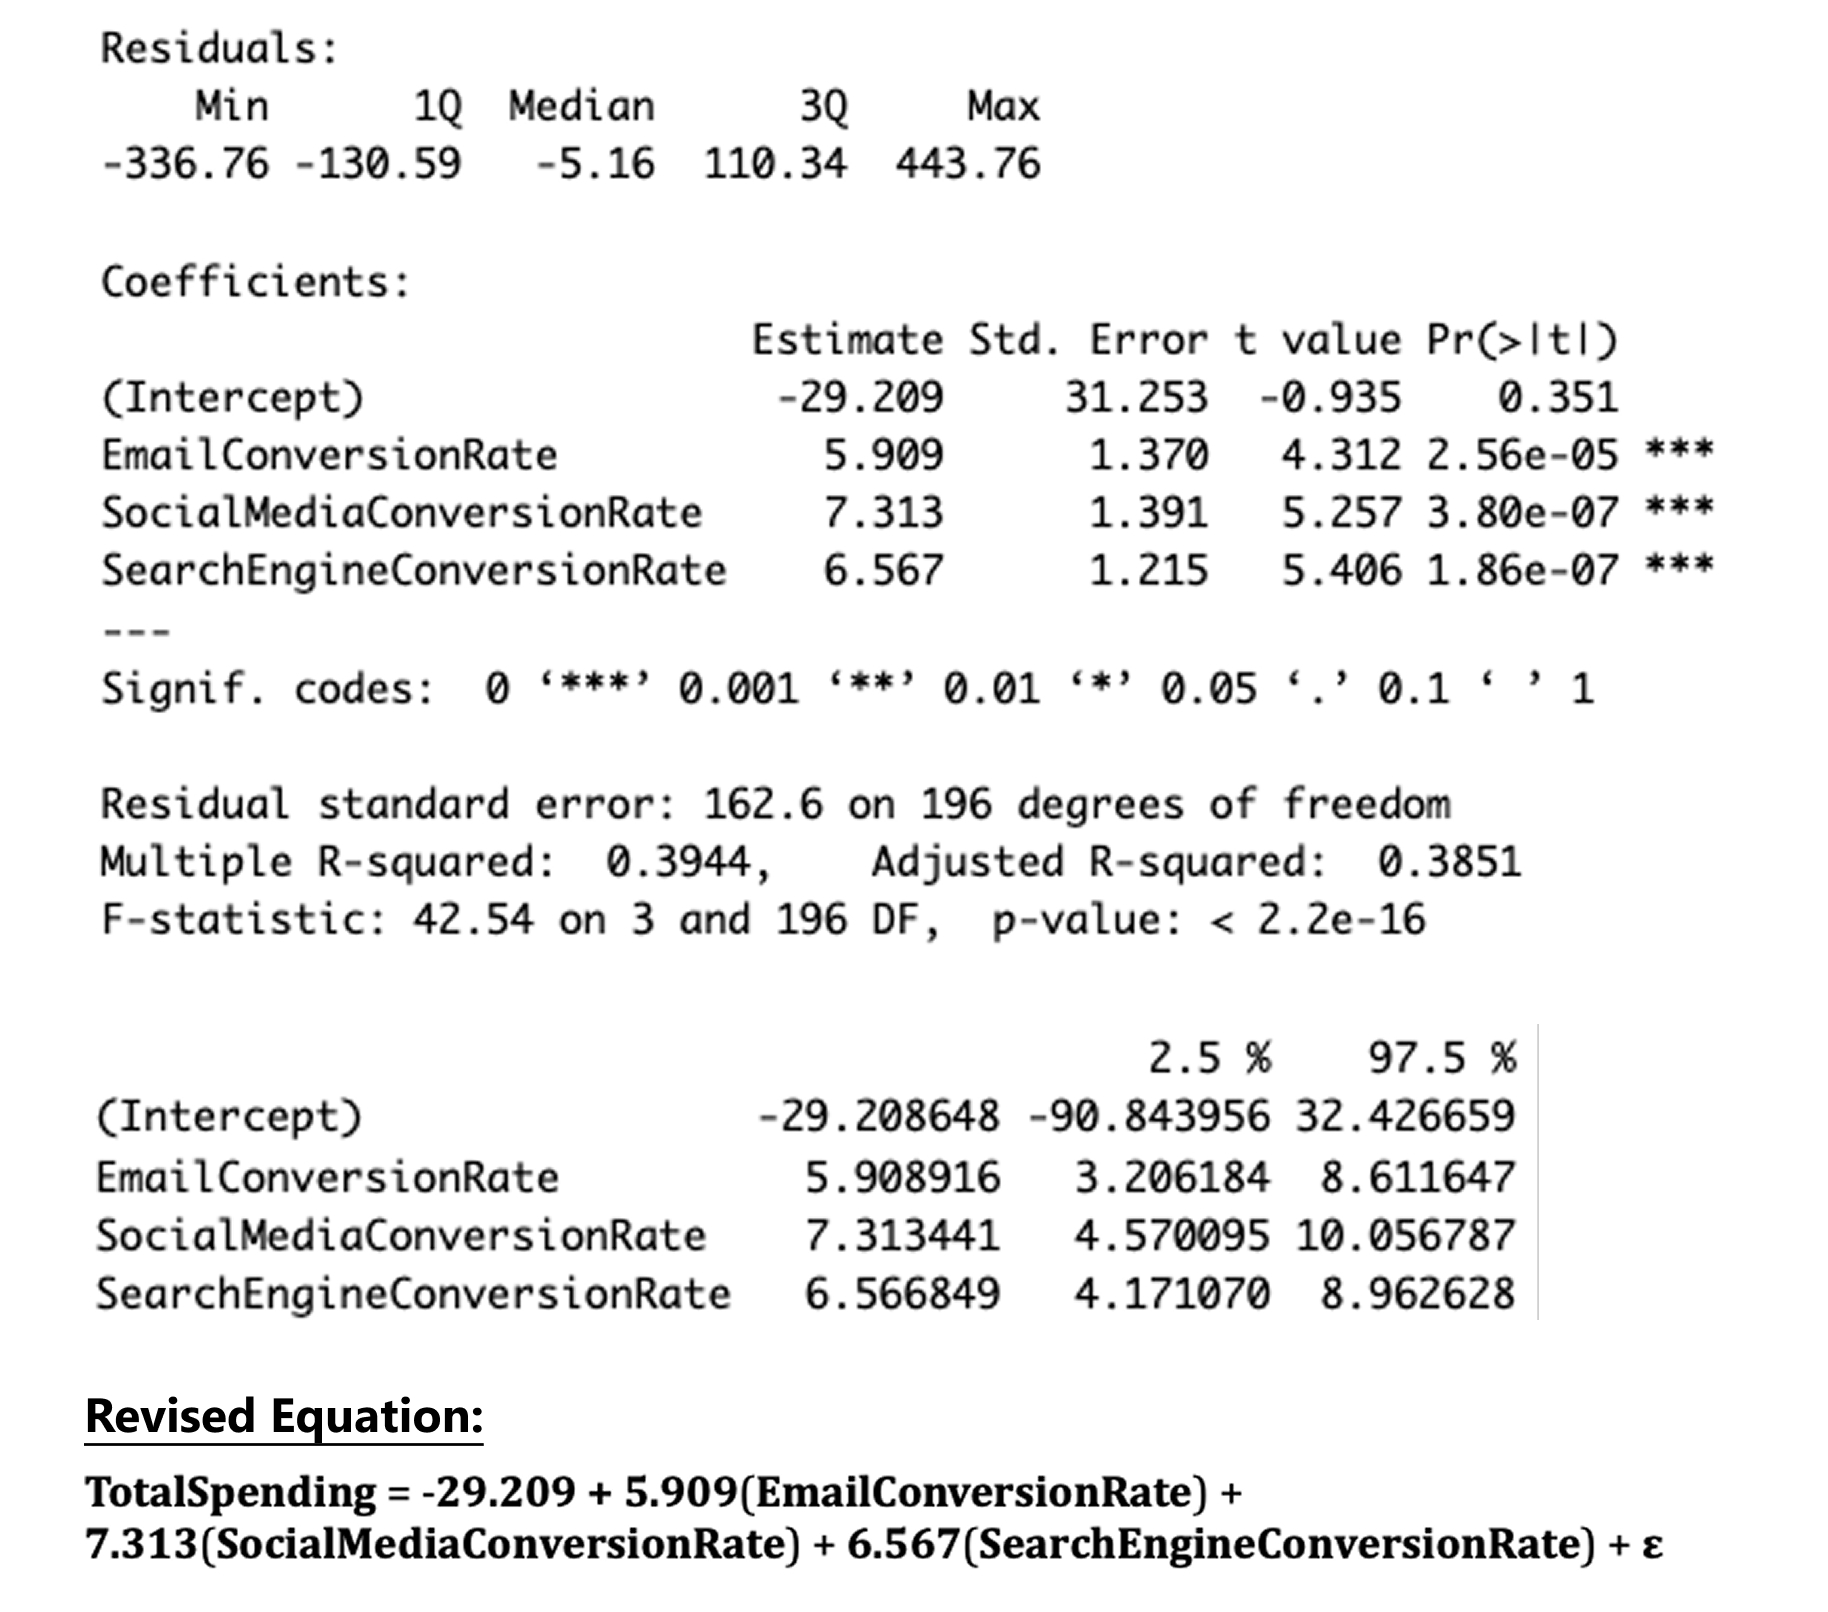 Residuals:
Min 1Q Median 3Q Max
-336.76 -130.59 -5.16 110.34 443.76
Coefficients:
Estimate Std. Error t value Pr(>|t|)
(Intercept) -29.209 31.253 -0.935 0.351
EmailConversionRate 5.909 1.370 4.312 2.56e-05 ***
SocialMediaConversionRate 7.313 1.391 5.257 3.80e-07 ***
SearchEngineConversionRate 6.567 1.215 5.406 1.86e-07 ***
---
Signif. codes: 0 ‘***’ 0.001 ‘**’ 0.01 ‘*’ 0.05 ‘.’ 0.1 ‘ ’ 1
Residual standard error: 162.6 on 196 degrees of freedom
Multiple R-squared: 0.3944, Adjusted R-squared: 0.3851
F-statistic: 42.54 on 3 and 196 DF, p-value: < 2.2e-16
2.5 % 97.5 %
(Intercept) -29.208648 -90.843956 32.426659
EmailConversionRate 5.908916 3.206184 8.611647
SocialMediaConversionRate 7.313441 4.570095 10.056787
SearchEngineConversionRate 6.566849 4.171070 8.962628
Revised Equation:
TotalSpending = -29.209 + 5.909(EmailConversionRate) +
7.313(SocialMediaConversionRate) + 6.567(SearchEngineConversionRate) + ε